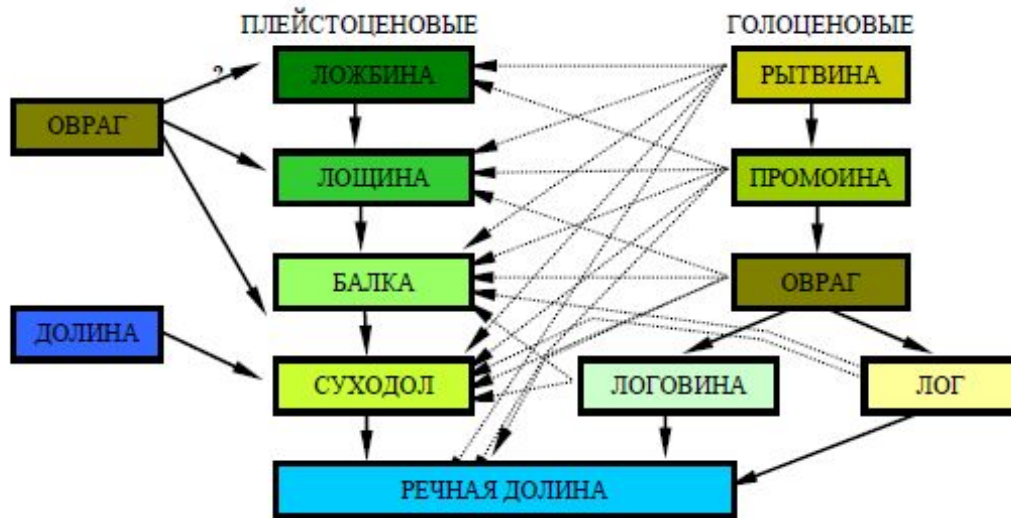 ПЛЕЙСТОЦЕНОВЫЕ ГОЛОЦЕНОВЫЕ
? ЛОЖБИНА РЫТВИНА
ОВРАГ
ЛОЩИНА ПРОМОИНА
БАЛКА ОВРАГ
ДОЛИНА
СУХОДОЛ ЛОГОВИНА ЛОГ
РЕЧНАЯ ДОЛИНА